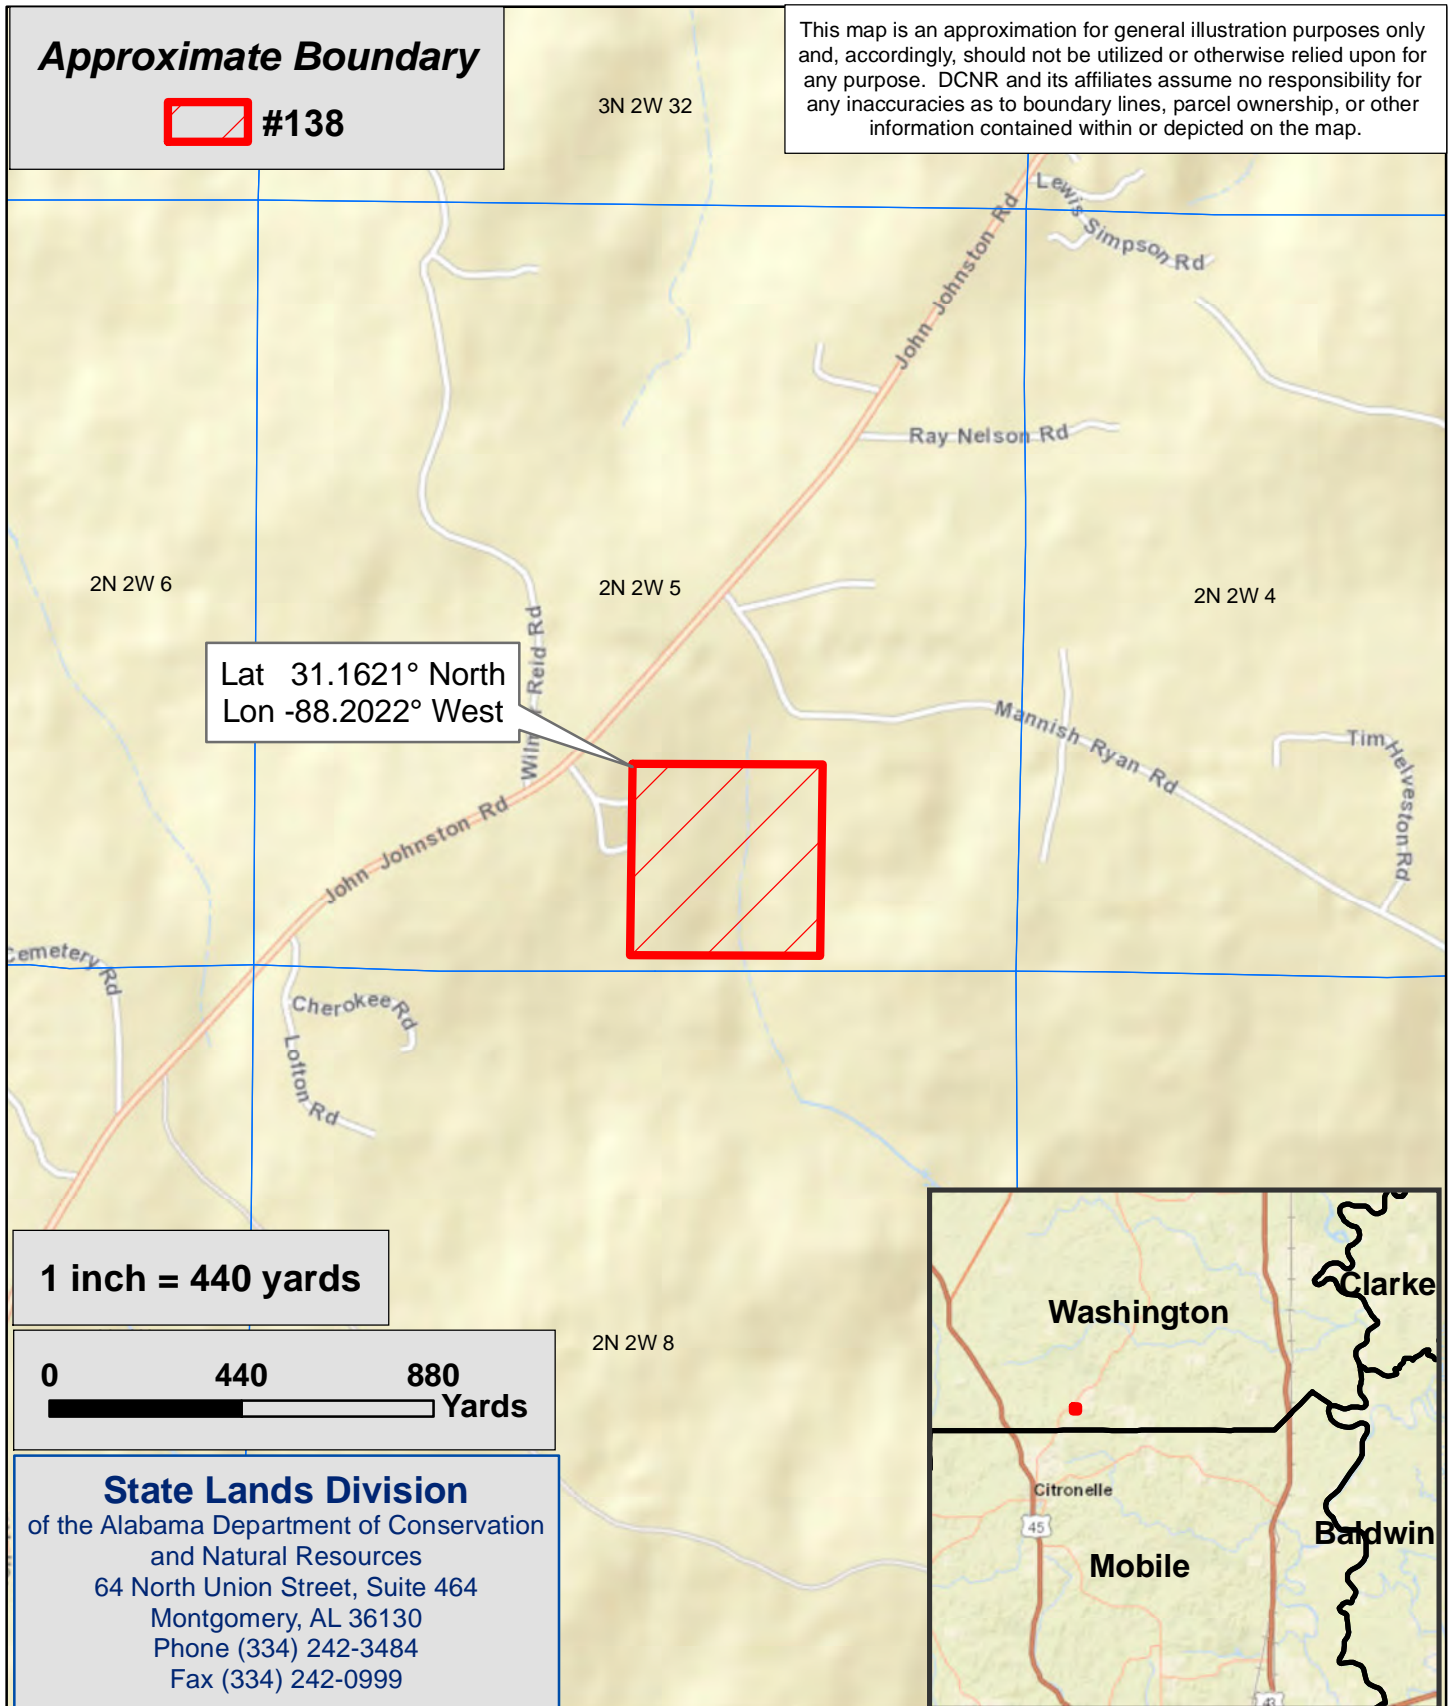 Approximate Boundary
#138
This map is an approximation for general illustration purposes only
and, accordingly, should not be utilized or otherwise relied upon for
any purpose. DCNR and its affiliates assume no responsibility for
any inaccuracies as to boundary lines, parcel ownership, or other
information contained within or depicted on the map.
3N 2W 32
Lewis Simpson Rd
John Johnston Rd
Ray Nelson Rd
2N 2W 6
2N 2W 5
2N 2W 4
Reid Rd
Lat 31.1621° North
Lon -88.2022° West
Mannish Ryan Rd
Tim Helveston Rd
John Johnston Rd
Cemetery Rd
Cherokee Rd
Lofton Rd
1 inch = 440 yards
0 440 880
Yards
2N 2W 8
State Lands Division
of the Alabama Department of Conservation
and Natural Resources
64 North Union Street, Suite 464
Montgomery, AL 36130
Phone (334) 242-3484
Fax (334) 242-0999
Clarke
Washington
Citronelle
45
Baldwin
Mobile
43